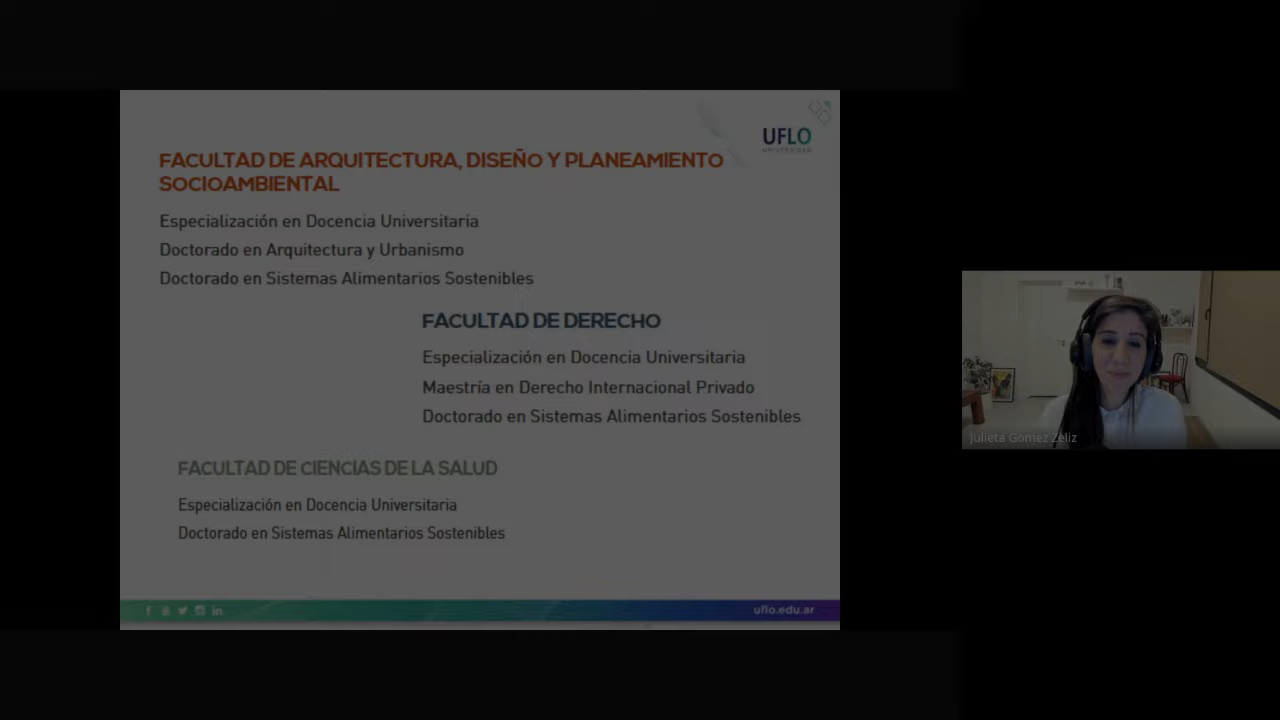 UFLO
UNIVERSIDAD
FACULTAD DE ARQUITECTURA, DISEÑO Y PLANEAMIENTO
SOCIOAMBIENTAL
Especialización en Docencia Universitaria
Doctorado en Arquitectura y Urbanismo
Doctorado en Sistemas Alimentarios Sostenibles
FACULTAD DE DERECHO
Especialización en Docencia Universitaria
Maestría en Derecho Internacional Privado
Doctorado en Sistemas Alimentarios Sostenibles
FACULTAD DE CIENCIAS DE LA SALUD
Especialización en Docencia Universitaria
Doctorado en Sistemas Alimentarios Sostenibles
uflo.edu.ar
Julieta Gomez Zeliz